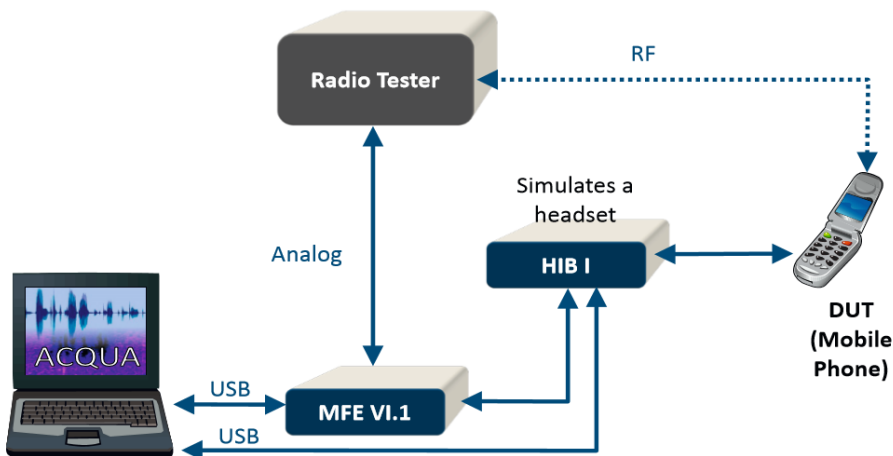 Radio Tester
RF
Simulates a
headset
Analog
HIB I
DUT
(Mobile
Phone)
ACQUA
USB
MFE VI.1
USB